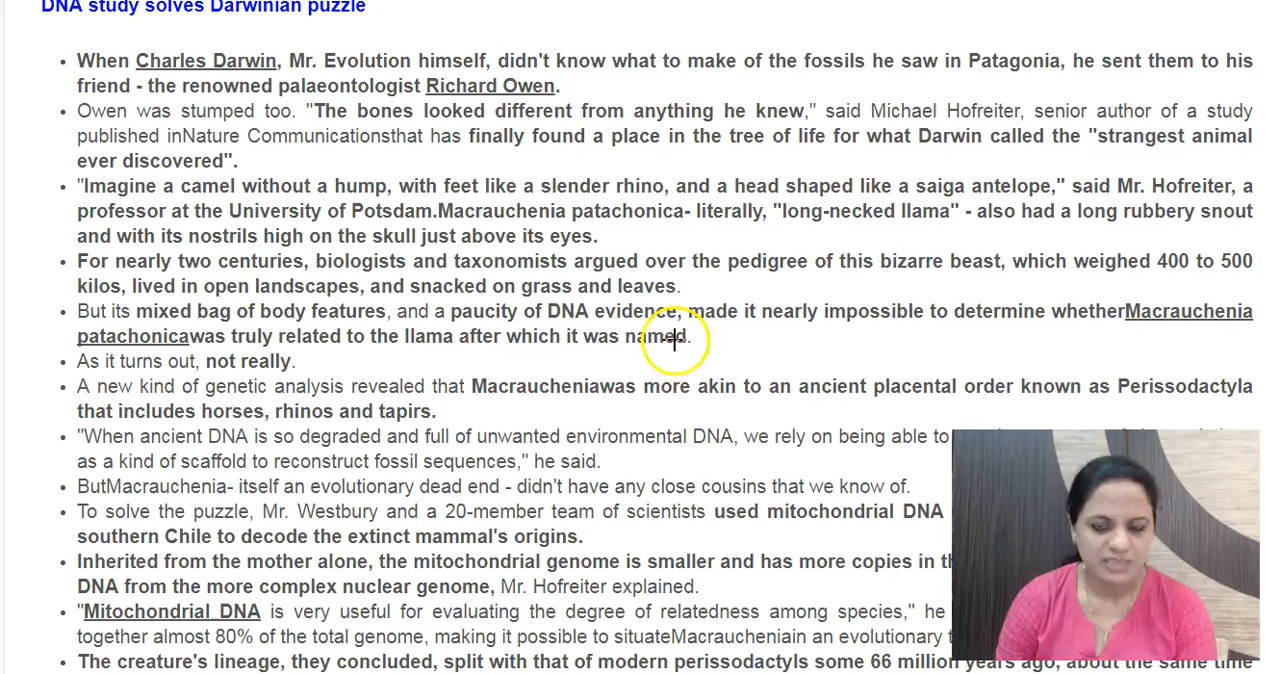 DNA study solves Darwinian puzzle
• When Charles Darwin, Mr. Evolution himself, didn't know what to make of the fossils he saw in Patagonia, he sent them to his
friend - the renowned palaeontologist Richard Owen.
• Owen was stumped too. "The bones looked different from anything he knew," said Michael Hofreiter, senior author of a study
published inNature Communicationsthat has finally found a place in the tree of life for what Darwin called the "strangest animal
ever discovered".
• "Imagine a camel without a hump, with feet like a slender rhino, and a head shaped like a saiga antelope," said Mr. Hofreiter, a
professor at the University of Potsdam.Macrauchenia patachonica- literally, "long-necked llama" - also had a long rubbery snout
and with its nostrils high on the skull just above its eyes.
• For nearly two centuries, biologists and taxonomists argued over the pedigree of this bizarre beast, which weighed 400 to 500
kilos, lived in open landscapes, and snacked on grass and leaves.
• But its mixed bag of body features, and a paucity of DNA evidence, made it nearly impossible to determine whetherMacrauchenia
patachonicawas truly related to the llama after which it was named.
• As it turns out, not really.
• A new kind of genetic analysis revealed that Macraucheniawas more akin to an ancient placental order known as Perissodactyla
that includes horses, rhinos and tapirs.
• "When ancient DNA is so degraded and full of unwanted environmental DNA, we rely on being able to
as a kind of scaffold to reconstruct fossil sequences," he said.
• ButMacrauchenia- itself an evolutionary dead end - didn't have any close cousins that we know of.
• To solve the puzzle, Mr. Westbury and a 20-member team of scientists used mitochondrial DNA
southern Chile to decode the extinct mammal's origins.
• Inherited from the mother alone, the mitochondrial genome is smaller and has more copies in
DNA from the more complex nuclear genome, Mr. Hofreiter explained.
• "Mitochondrial DNA is very useful for evaluating the degree of relatedness among species," he
together almost 80% of the total genome, making it possible to situateMacraucheniain an evolutionary
• The creature's lineage, they concluded, split with that of modern perissodactyls some 66 million years ago, about the same time